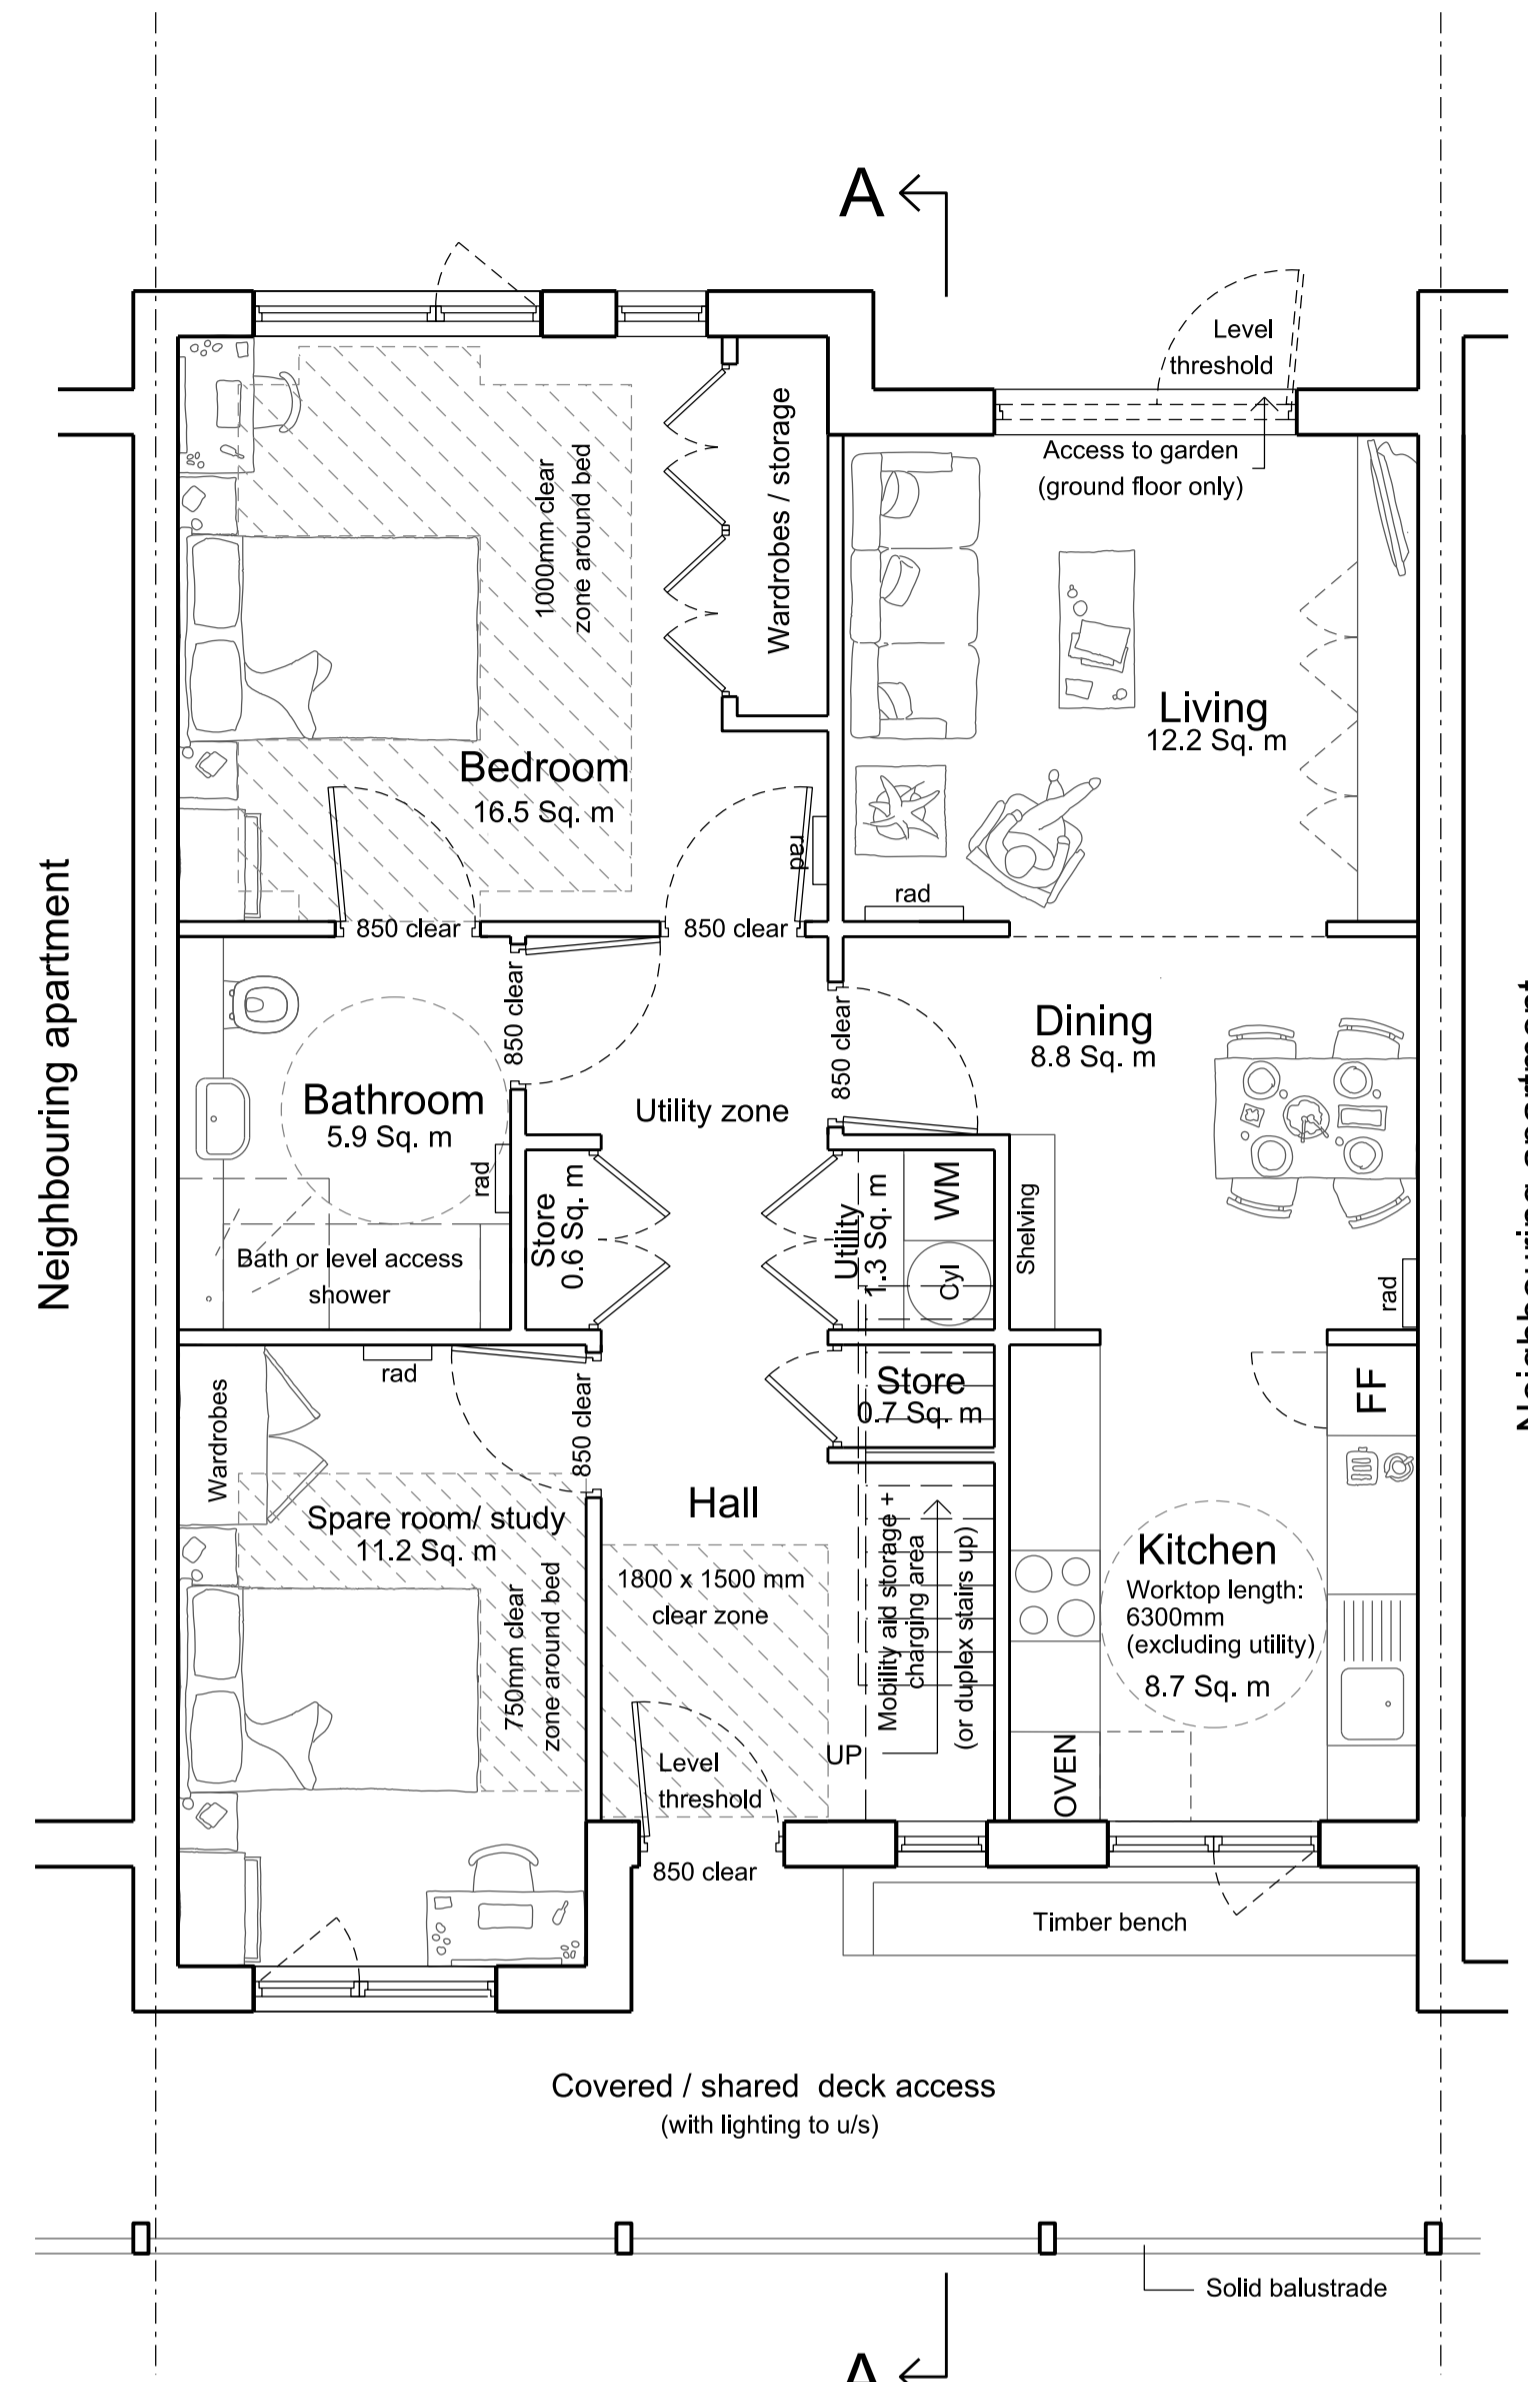 A
Level
threshold
Access to garden
(ground floor only)
1000mm clear
zone around bed
Wardrobes / storage
Living
12.2 Sq. m
Bedroom
16.5 Sq. m
rad
rad
850 clear
850 clear
Neighbouring apartment
850 clear
850 clear
Dining
8.8 Sq. m
Bathroom
5.9 Sq. m
Utility zone
rad
Store
0.6 Sq. m
Utility
1.3 Sq. m
WM
Cyl
Shelving
Bath or level access
shower
rad
rad
Wardrobes
850 clear
Store
0.7 Sq. m
FF
Hall
Spare room/ study
11.2 Sq. m
750mm clear
zone around bed
1800 x 1500 mm
clear zone
Mobility aid storage +
charging area
(or duplex stairs up)
UP
Kitchen
Worktop length:
6300mm
(excluding utility)
8.7 Sq. m
OVEN
Level
threshold
850 clear
Timber bench
Neighbouring apartment
Covered / shared deck access
(with lighting to u/s)
Solid balustrade
A